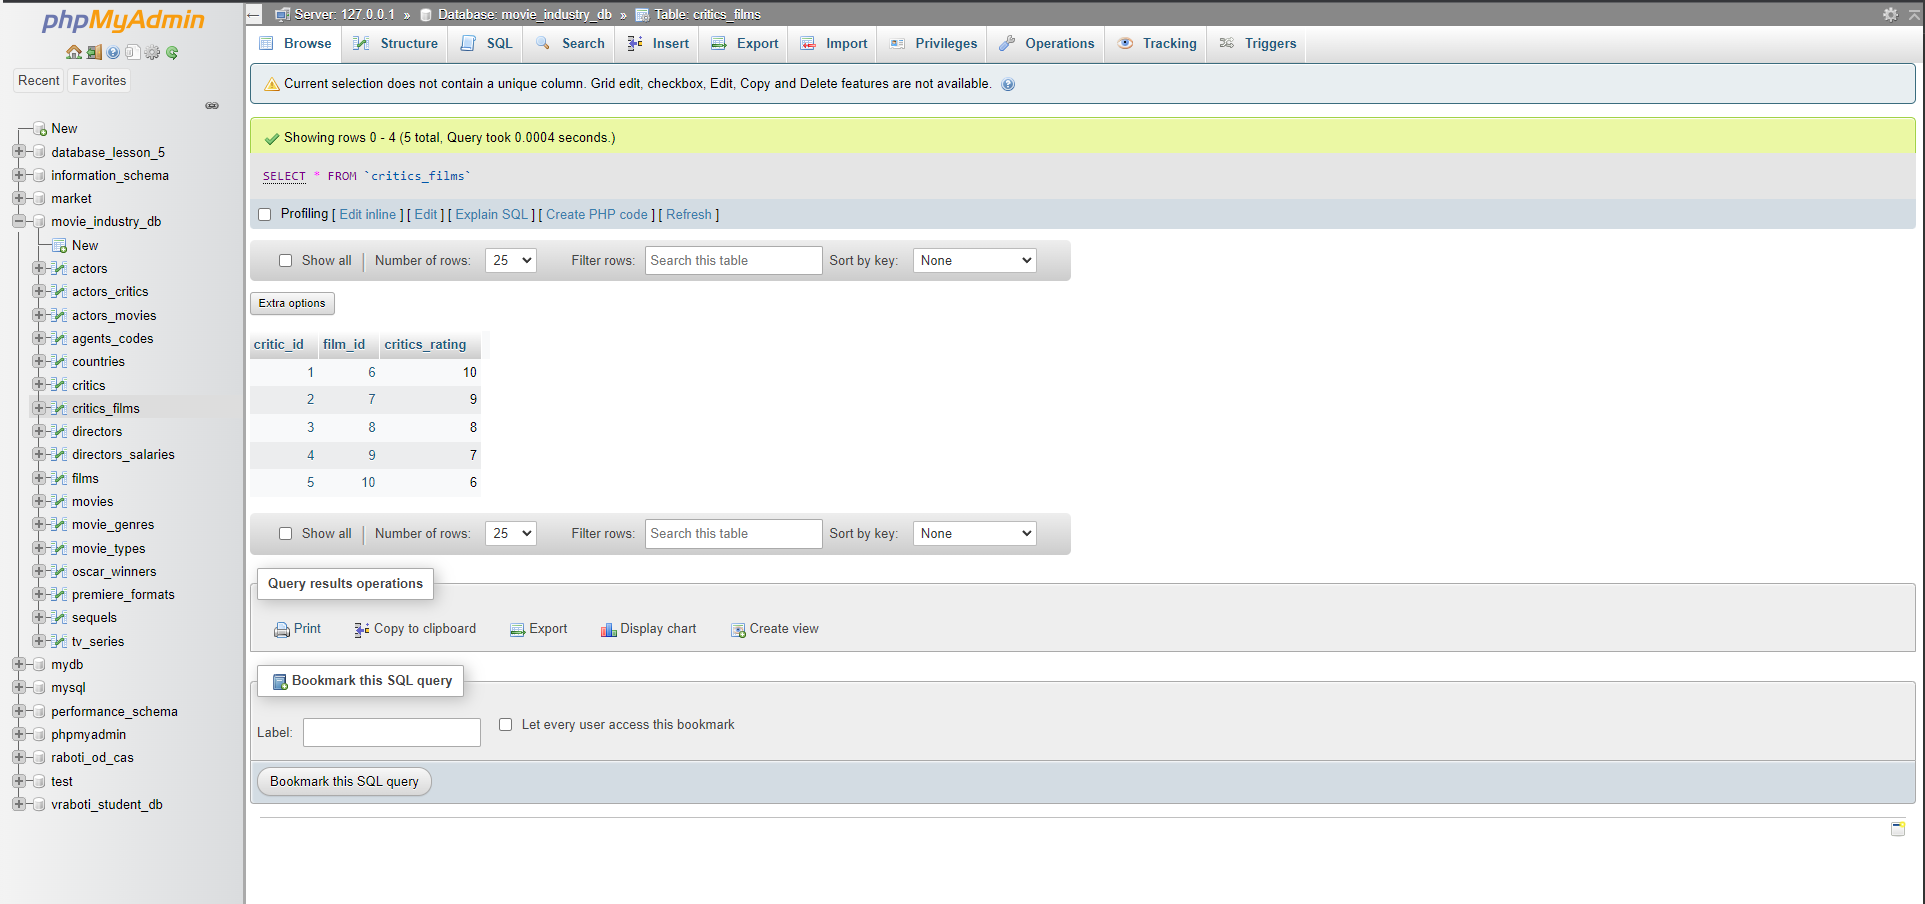 phpMyAdmin
Recent Favorites
New
database_lesson_5
information_schema
market
movie_industry_db
New
actors
actors_critics
actors_movies
agents_codes
countries
critics
critics_films
directors
directors_salaries
films
movies
movie_genres
movie_types
oscar_winners
premiere_formats
sequels
tv_series
mydb
mysql
performance_schema
phpmyadmin
raboti_od_cas
test
vraboti_student_db
Server: 127.0.0.1 » Database: movie_industry_db » Table: critics_films
Browse Structure SQL Search Insert Export Import Privileges Operations Tracking Triggers
Current selection does not contain a unique column. Grid edit, checkbox, Edit, Copy and Delete features are not available.
Showing rows 0 - 4 (5 total, Query took 0.0004 seconds.)
SELECT * FROM `critics_films`
Profiling [ Edit inline ] [ Edit ] [ Explain SQL ] [ Create PHP code ] [ Refresh ]
Show all Number of rows: 25 Filter rows: Search this table Sort by key: None
Extra options
critic_id film_id critics_rating
1 6 10
2 7 9
3 8 8
4 9 7
5 10 6
Show all Number of rows: 25 Filter rows: Search this table Sort by key: None
Query results operations
Print Copy to clipboard Export Display chart Create view
Bookmark this SQL query
Label: Let every user access this bookmark
Bookmark this SQL query